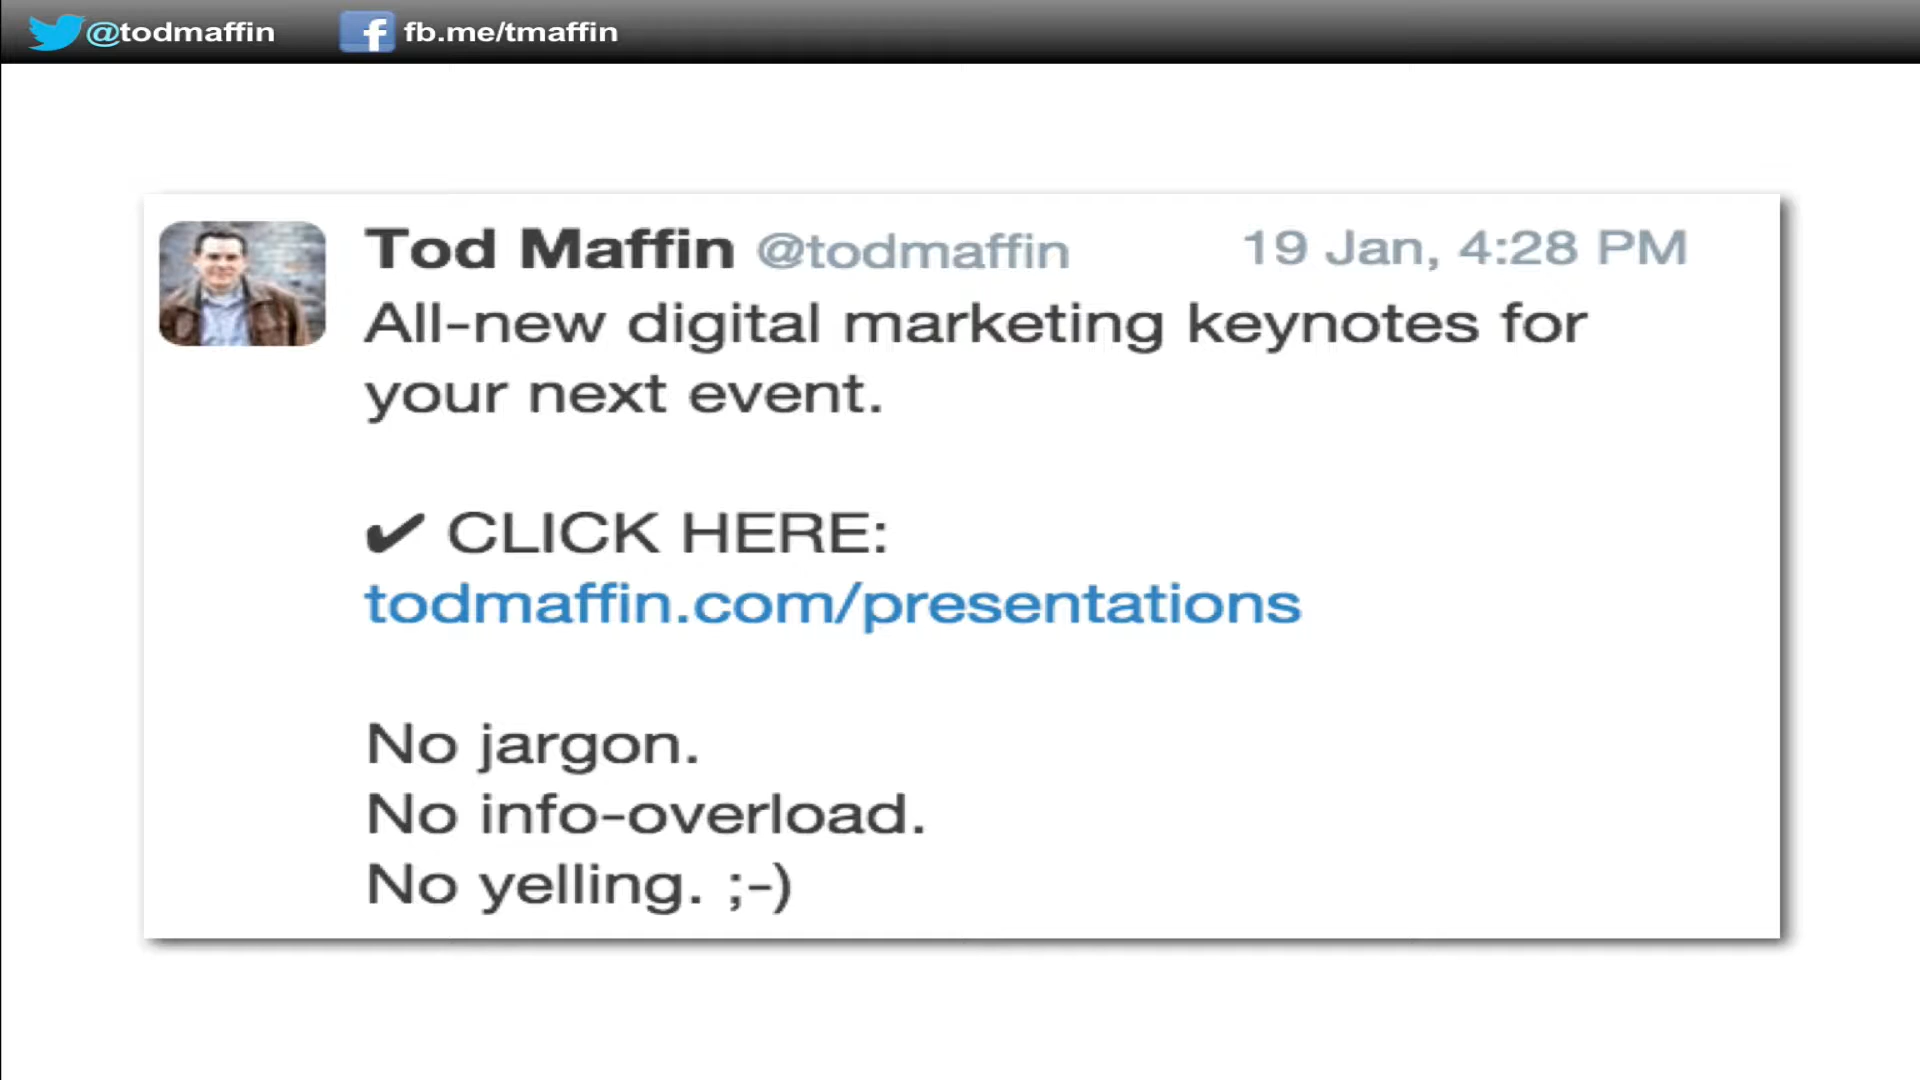 @todmaffin fb.me/tmaffin
Tod Maffin @todmaffin 19 Jan, 4:28 PM
All-new digital marketing keynotes for
your next event.
✔ CLICK HERE:
todmaffin.com/presentations
No jargon.
No info-overload.
No yelling. ;-)